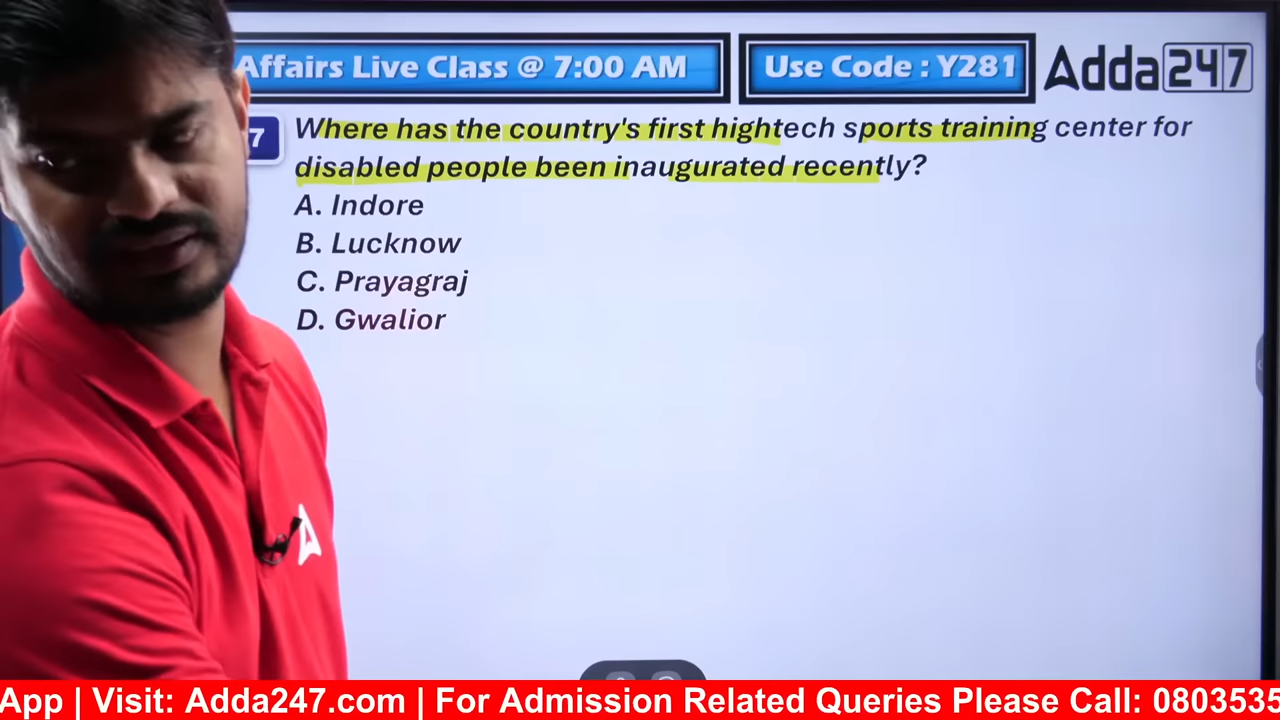 Affairs Live Class @ 7:00 AM
Use Code : Y281
Adda247
7
Where has the country's first hightech sports training center for
disabled people been inaugurated recently?
A. Indore
B. Lucknow
C. Prayagraj
D. Gwalior
App | Visit: Adda247.com | For Admission Related Queries Please Call: 0803535